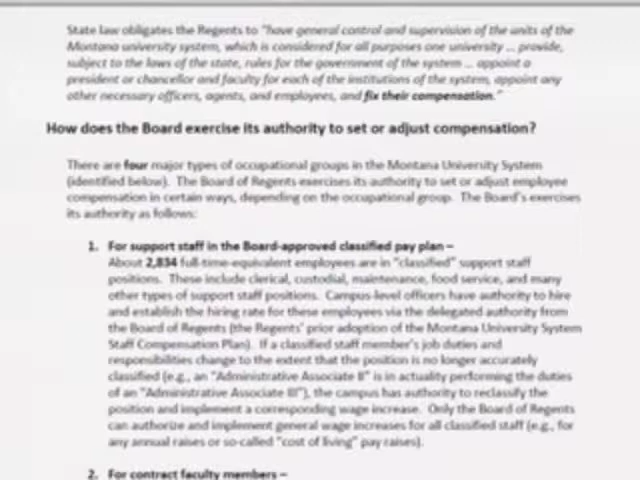 State law obligates the Regents to "have general control and supervision of the units of the
Montana university system, which is considered for all purposes one university ... provide,
subject to the laws of the state, rules for the government of the system ... appoint a
president or chancellor and faculty for each of the institutions of the system, appoint any
other necessary officers, agents, and employees, and fix their compensation."
How does the Board exercise its authority to set or adjust compensation?
There are four major types of occupational groups in the Montana University System
(identified below). The Board of Regents exercises its authority to set or adjust employee
compensation in certain ways, depending on the occupational group. The Board's exercises
its authority as follows:
1. For support staff in the Board-approved classified pay plan –
About 2,834 full-time-equivalent employees are in "classified" support staff
positions. These include clerical, custodial, maintenance, food service, and many
other types of support staff positions. Campus-level officers have authority to hire
and establish the hiring rate for these employees via the delegated authority from
the Board of Regents (the Regents' prior adoption of the Montana University System
Staff Compensation Plan). If a classified staff member's job duties and
responsibilities change to the extent that the position is no longer accurately
classified (e.g., an "Administrative Associate II" is in actuality performing the duties
of an "Administrative Associate III"), the campus has authority to reclassify the
position and implement a corresponding wage increase. Only the Board of Regents
can authorize and implement general wage increases for all classified staff (e.g., for
any annual raises or so-called "cost of living" pay raises).
2. For contract faculty members –